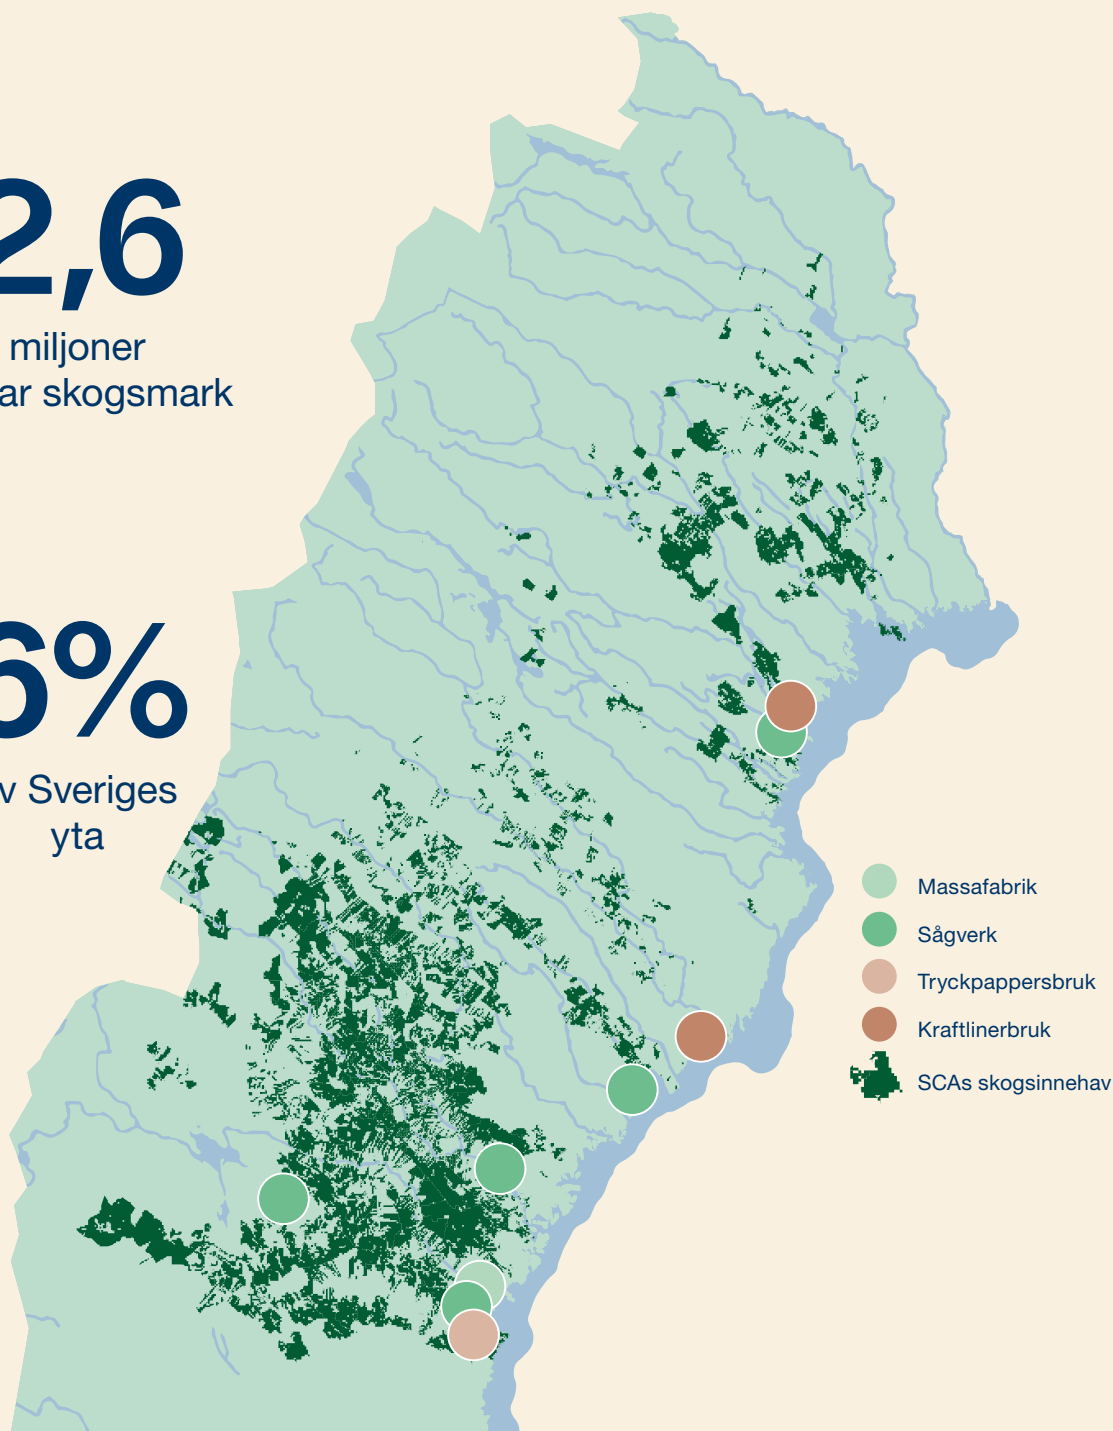 2,6
miljoner
ar skogsmark
6%
v Sveriges
yta
Massafabrik
Sågverk
Tryckpappersbruk
Kraftlinerbruk
SCAs skogsinnehav